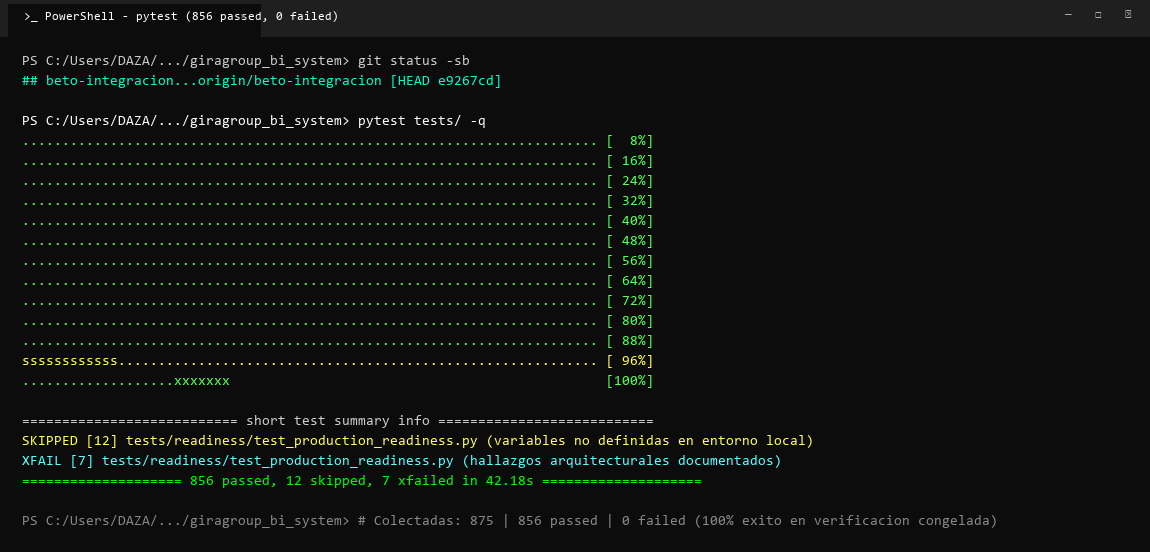 >_ PowerShell - pytest (856 passed, 0 failed)
PS C:/Users/DAZA/.../giragroup_bi_system> git status -sb
## beto-integracion...origin/beto-integracion [HEAD e9267cd]
PS C:/Users/DAZA/.../giragroup_bi_system> pytest tests/ -q
........................................................................ [  8%]
........................................................................ [ 16%]
........................................................................ [ 24%]
........................................................................ [ 32%]
........................................................................ [ 40%]
........................................................................ [ 48%]
........................................................................ [ 56%]
........................................................................ [ 64%]
........................................................................ [ 72%]
........................................................................ [ 80%]
........................................................................ [ 88%]
ssssssssssss............................................................ [ 96%]
...................xxxxxxx                                               [100%]
=========================== short test summary info ===========================
SKIPPED [12] tests/readiness/test_production_readiness.py (variables no definidas en entorno local)
XFAIL [7] tests/readiness/test_production_readiness.py (hallazgos arquitecturales documentados)
==================== 856 passed, 12 skipped, 7 xfailed in 42.18s ====================
PS C:/Users/DAZA/.../giragroup_bi_system> # Colectadas: 875 | 856 passed | 0 failed (100% exito en verificacion congelada)